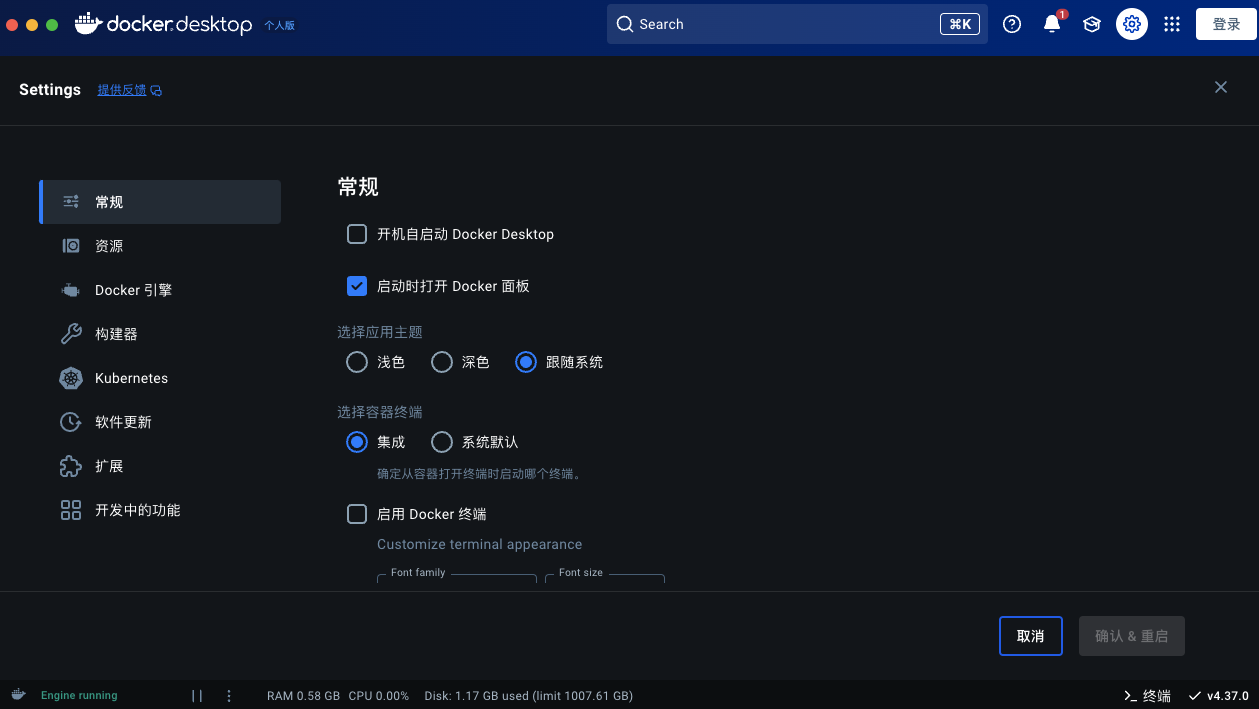 docker.desktop 个人版
Search ⌘K
1
登录
Settings 提供反馈
常规
资源
Docker 引擎
构建器
Kubernetes
软件更新
扩展
开发中的功能
常规
开机自启动 Docker Desktop
启动时打开 Docker 面板
选择应用主题
浅色 深色 跟随系统
选择容器终端
集成 系统默认
确定从容器打开终端时启动哪个终端。
启用 Docker 终端
Customize terminal appearance
Font family Font size
取消 确认 & 重启
Engine running RAM 0.58 GB CPU 0.00% Disk: 1.17 GB used (limit 1007.61 GB) >_ 终端 v4.37.0